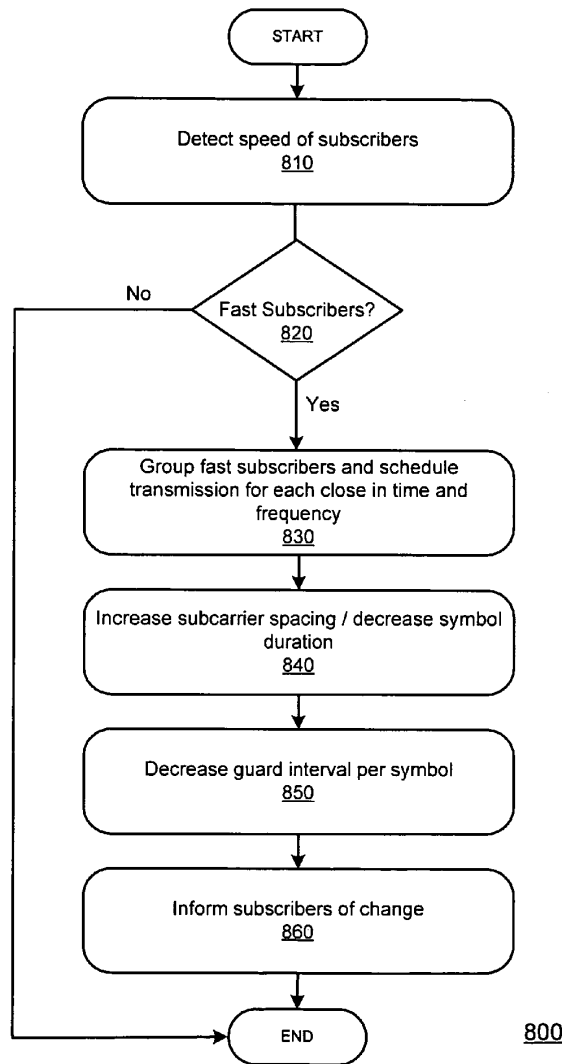 START
Detect speed of subscribers
810
No
Fast Subscribers?
820
Yes
Group fast subscribers and schedule
transmission for each close in time and
frequency
830
Increase subcarrier spacing / decrease symbol
duration
840
Decrease guard interval per symbol
850
Inform subscribers of change
860
END
800